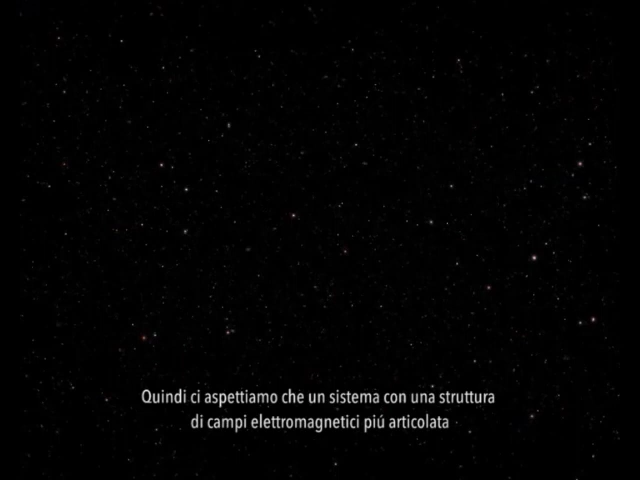 Quindi ci aspettiamo che un sistema con una struttura
di campi elettromagnetici piú articolata